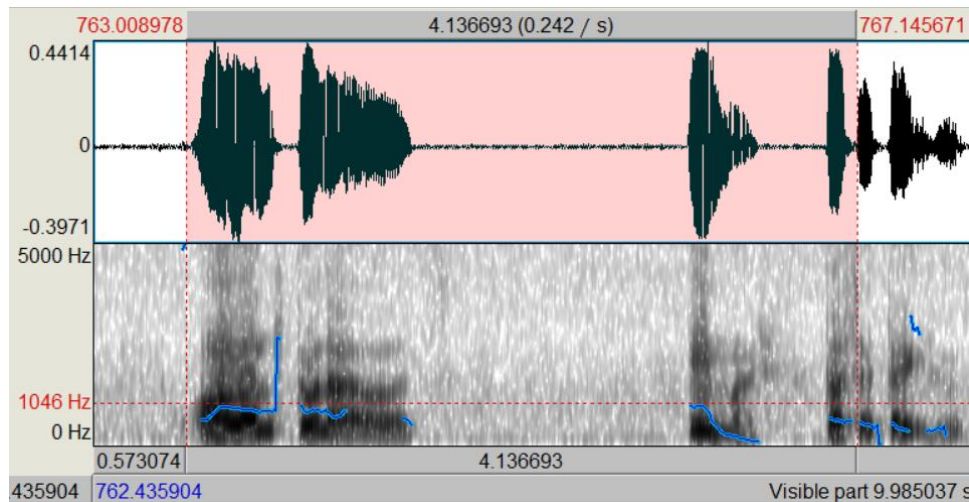 763.008978 4.136693 (0.242 / s) 767.145671
0.4414
0
-0.3971
5000 Hz
1046 Hz
0 Hz
0.573074 4.136693
435904 762.435904 Visible part 9.985037 s